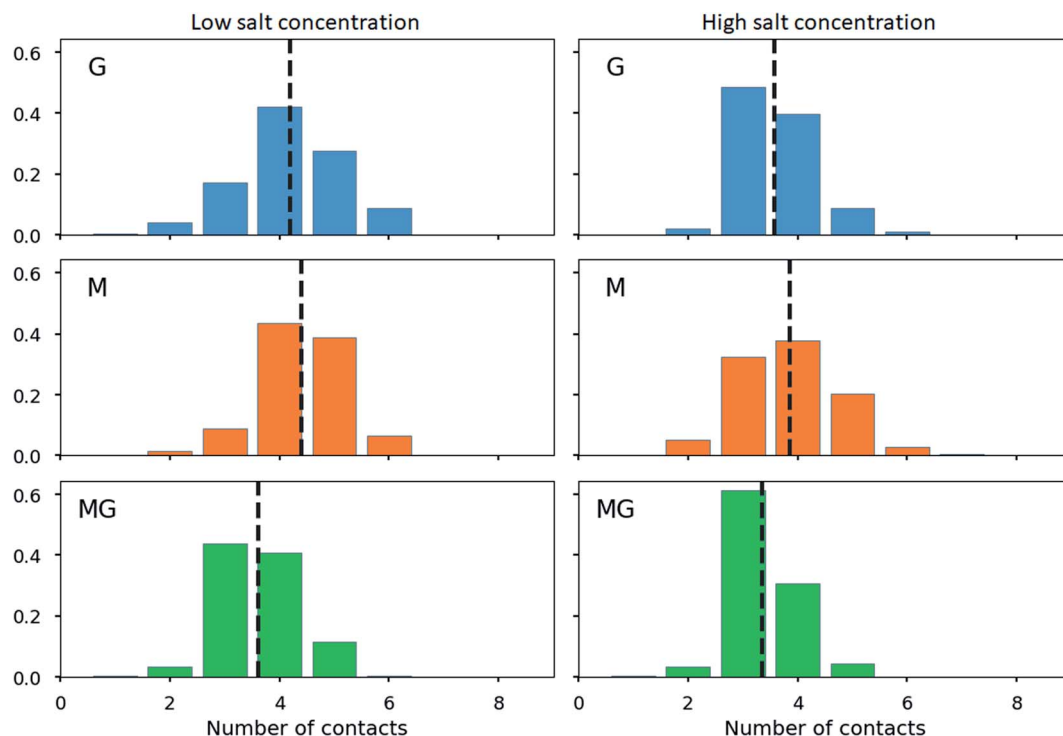 Low salt concentration
High salt concentration
0.6
0.4
0.2
0.0
G
G
0.6
0.4
0.2
0.0
M
M
0.6
0.4
0.2
0.0
MG
MG
0 2 4 6 8
0 2 4 6 8
Number of contacts
Number of contacts